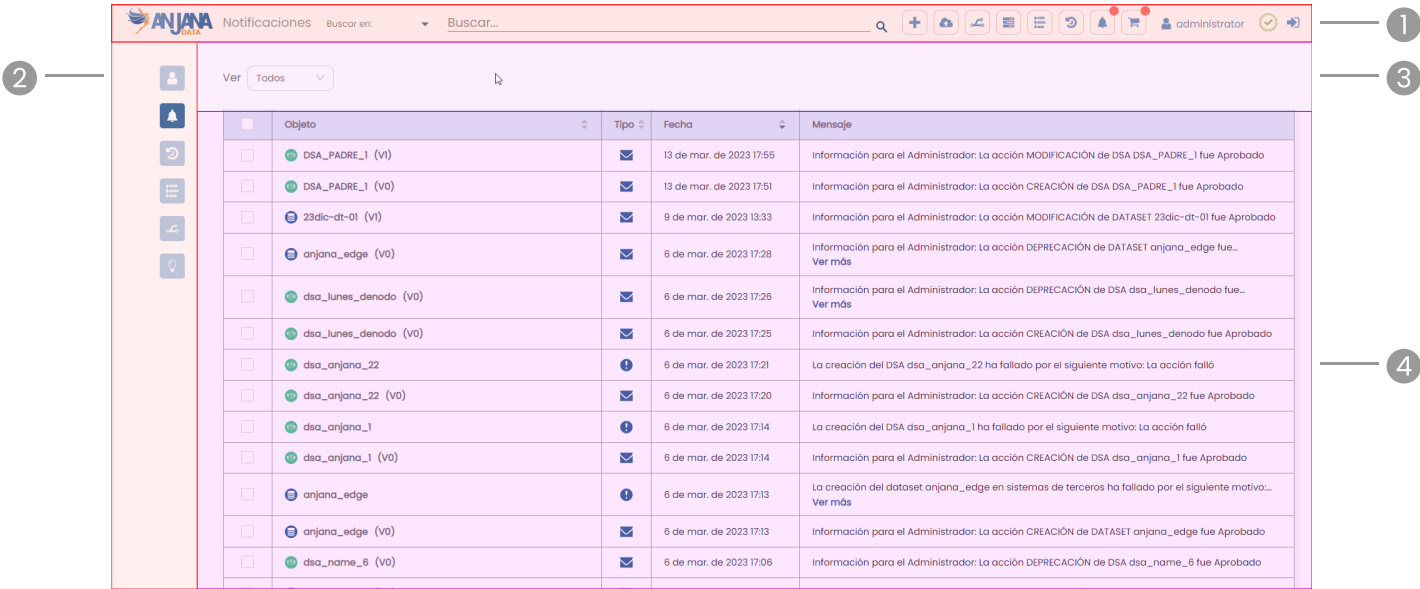 ANJANA DATA Notificaciones Buscar en: Buscar... administrator 1
2 Ver Todos 3
Objeto Tipo Fecha Mensaje
DSA_PADRE_1 (V1) 13 de mar. de 2023 17:55 Información para el Administrador: La acción MODIFICACIÓN de DSA DSA_PADRE_1 fue Aprobado
DSA_PADRE_1 (V0) 13 de mar. de 2023 17:51 Información para el Administrador: La acción CREACIÓN de DSA DSA_PADRE_1 fue Aprobado
23dic-dt-01 (V1) 9 de mar. de 2023 13:33 Información para el Administrador: La acción MODIFICACIÓN de DATASET 23dic-dt-01 fue Aprobado
anjana_edge (V0) 6 de mar. de 2023 17:28 Información para el Administrador: La acción DEPRECACIÓN de DATASET anjana_edge fue...
Ver más
dsa_lunes_denodo (V0) 6 de mar. de 2023 17:26 Información para el Administrador: La acción DEPRECACIÓN de DSA dsa_lunes_denodo fue...
Ver más
dsa_lunes_denodo (V0) 6 de mar. de 2023 17:25 Información para el Administrador: La acción CREACIÓN de DSA dsa_lunes_denodo fue Aprobado
dsa_anjana_22 6 de mar. de 2023 17:21 La creación del DSA dsa_anjana_22 ha fallado por el siguiente motivo: La acción falló 4
dsa_anjana_22 (V0) 6 de mar. de 2023 17:20 Información para el Administrador: La acción CREACIÓN de DSA dsa_anjana_22 fue Aprobado
dsa_anjana_1 6 de mar. de 2023 17:14 La creación del DSA dsa_anjana_1 ha fallado por el siguiente motivo: La acción falló
dsa_anjana_1 (V0) 6 de mar. de 2023 17:14 Información para el Administrador: La acción CREACIÓN de DSA dsa_anjana_1 fue Aprobado
anjana_edge 6 de mar. de 2023 17:13 La creación del dataset anjana_edge en sistemas de terceros ha fallado por el siguiente motivo:...
Ver más
anjana_edge (V0) 6 de mar. de 2023 17:13 Información para el Administrador: La acción CREACIÓN de DATASET anjana_edge fue Aprobado
dsa_name_6 (V0) 6 de mar. de 2023 17:06 Información para el Administrador: La acción DEPRECACIÓN de DSA dsa_name_6 fue Aprobado